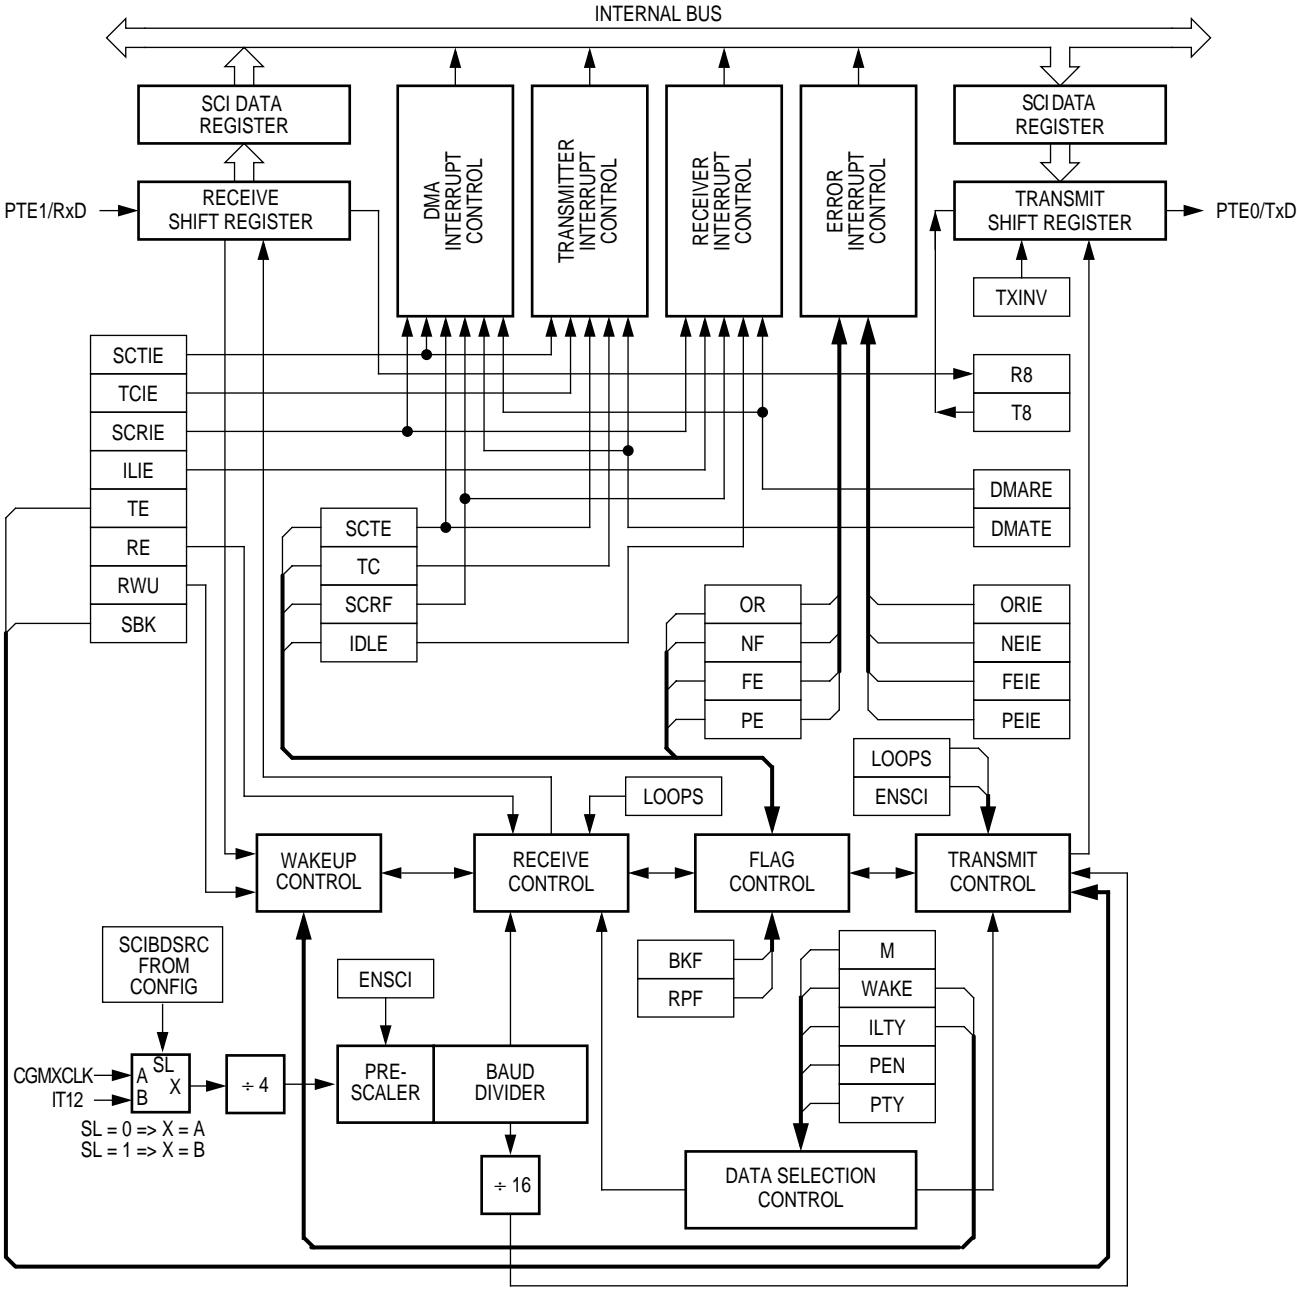 INTERNAL BUS
SCI DATA
REGISTER
RECEIVE
SHIFT REGISTER
PTE1/RxD
DMA
INTERRUPT
CONTROL
TRANSMITTER
INTERRUPT
CONTROL
RECEIVER
INTERRUPT
CONTROL
ERROR
INTERRUPT
CONTROL
SCI DATA
REGISTER
TRANSMIT
SHIFT REGISTER
PTE0/TxD
TXINV
R8
T8
SCTIE
TCIE
SCRIE
ILIE
TE
RE
RWU
SBK
DMARE
DMATE
SCTE
TC
SCRF
IDLE
OR
NF
FE
PE
ORIE
NEIE
FEIE
PEIE
LOOPS
ENSCI
LOOPS
WAKEUP
CONTROL
RECEIVE
CONTROL
FLAG
CONTROL
TRANSMIT
CONTROL
SCIBDSRC
FROM
CONFIG
ENSCI
BKF
RPF
M
WAKE
ILTY
PEN
PTY
CGMXCLK
IT12
SL
A
X
B
SL = 0 => X = A
SL = 1 => X = B
÷ 4
PRE-
SCALER
BAUD
DIVIDER
÷ 16
DATA SELECTION
CONTROL